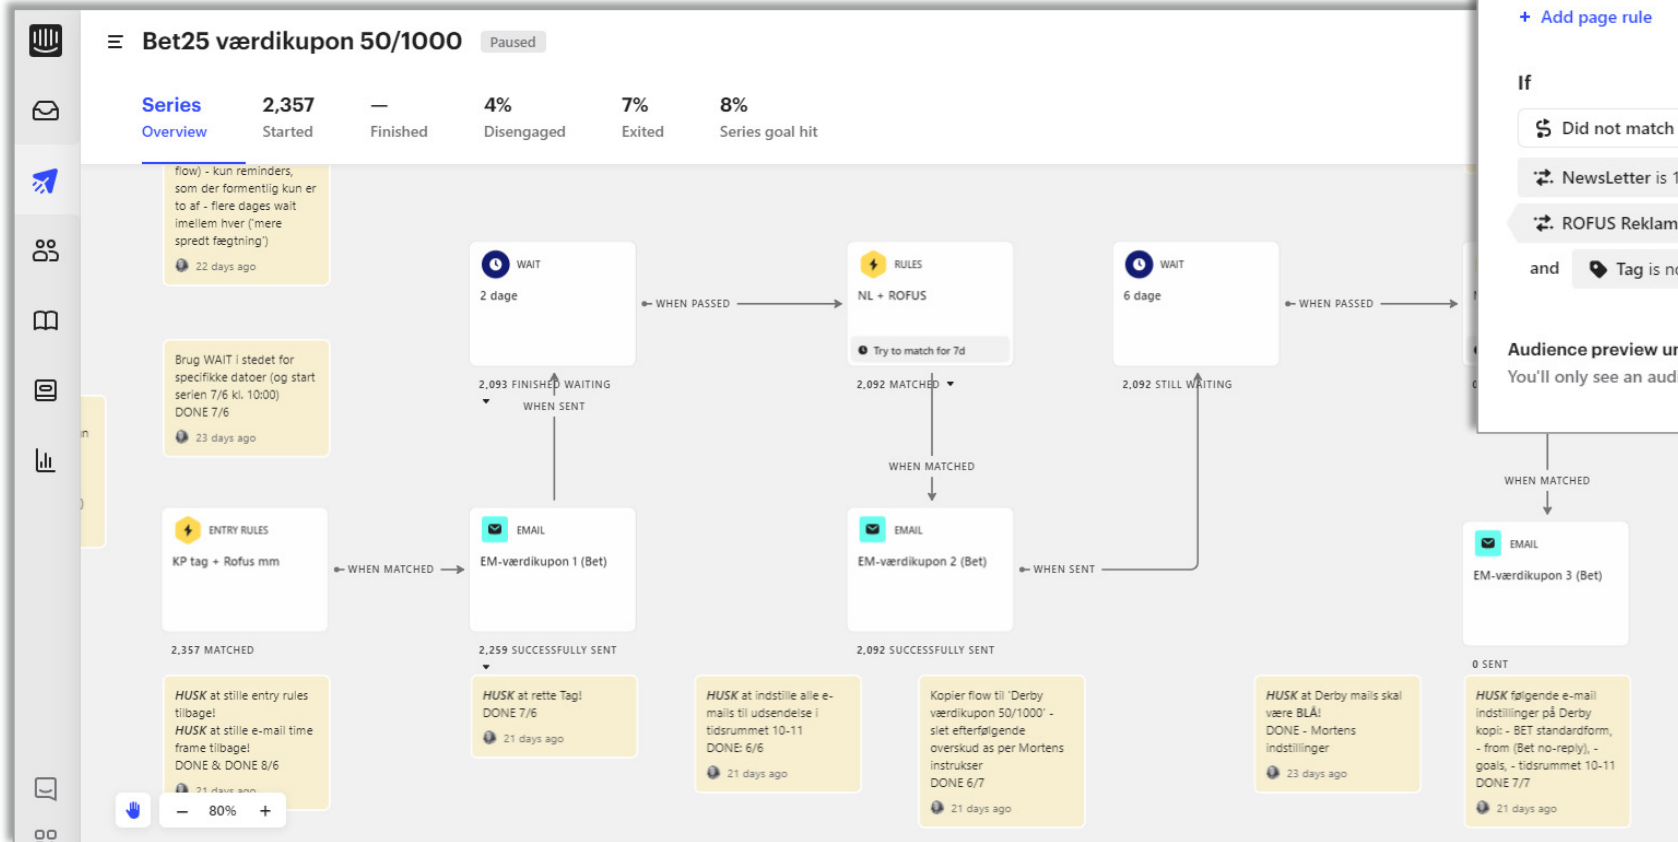 Bet25 værdikupon 50/1000 Paused
Series
Overview
2,357
Started
—
Finished
4%
Disengaged
7%
Exited
8%
Series goal hit
+ Add page rule
If
Did not match
NewsLetter is 1
ROFUS Reklam
and Tag is
Audience preview
You'll only see an
flow) - kun reminders,
som der formentlig kun er
to af - flere dages wait
imellem hver ('mere
spredt fægtning')
22 days ago
Brug WAIT i stedet for
specifikke datoer (og start
serien 7/6 kl. 10:00)
DONE 7/6
23 days ago
WAIT
2 dage
2,093 FINISHED WAITING
WHEN SENT
WHEN PASSED
RULES
NL + ROFUS
Try to match for 7d
2,092 MATCHED
WHEN MATCHED
WAIT
6 dage
2,092 STILL WAITING
WHEN PASSED
WHEN MATCHED
ENTRY RULES
KP tag + Rofus mm
2,357 MATCHED
WHEN MATCHED
EMAIL
EM-værdikupon 1 (Bet)
2,259 SUCCESSFULLY SENT
EMAIL
EM-værdikupon 2 (Bet)
2,092 SUCCESSFULLY SENT
WHEN SENT
EMAIL
EM-værdikupon 3 (Bet)
0 SENT
HUSK at stille entry rules
tilbage!
HUSK at stille e-mail time
frame tilbage!
DONE & DONE 8/6
21 days ago
HUSK at rette Tag!
DONE 7/6
21 days ago
HUSK at indstille alle e-
mails til udsendelse i
tidsrummet 10-11
DONE: 6/6
21 days ago
Kopier flow til 'Derby
værdikupon 50/1000' -
slet efterfølgende
overskud as per Mortens
instrukser
DONE 6/7
21 days ago
HUSK at Derby mails skal
være BLÅ!
DONE - Mortens
indstillinger
23 days ago
HUSK følgende e-mail
indstillinger på Derby
kopi: - BET standardform,
- from (Bet no-reply), -
goals, - tidsrummet 10-11
DONE 7/7
21 days ago
− 80% +